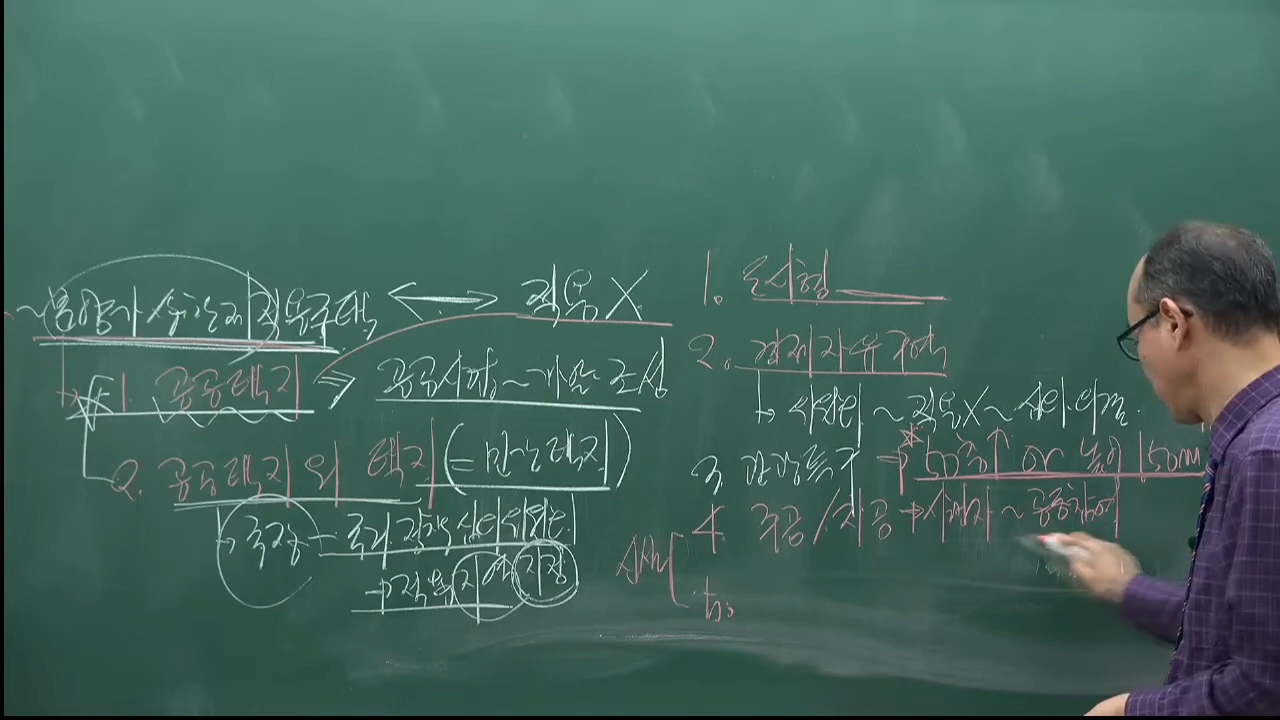 ~분양가 상한제 적용주택 ↔ 적용 X
↳ 1. 공공택지 ⇒ 공공사업~개발 조성
2. 공공택지 외 택지 (= 민간택지)
↳ 국장 - 국가 주거정책심의위원회
→ 적용 지역 지정
1. 도시형
2. 경제자유구역
↳ ~적용X~심의 의결.
3. 관광특구 ⇒ 50층↑ or 높이 150m
4. 주공/지공 → 시행자 ~ 공공참여
5.